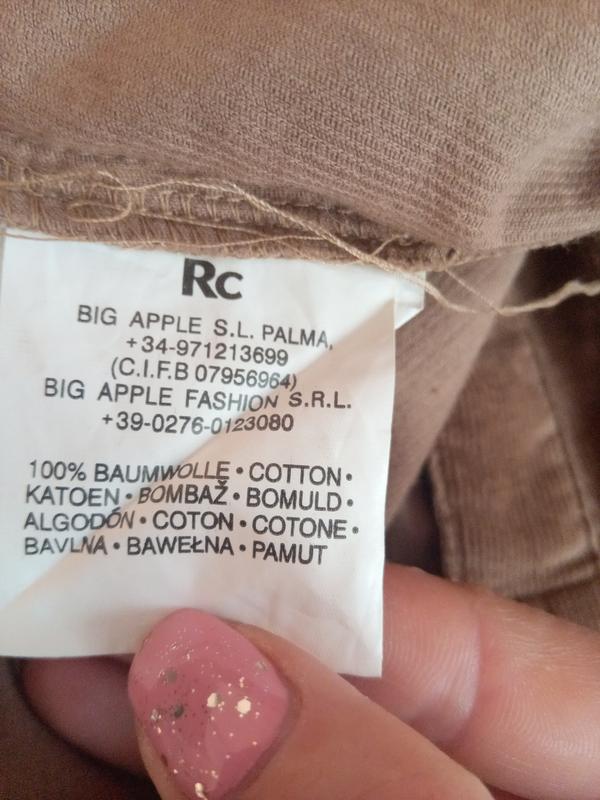 Rc
BIG APPLE S.L. PALMA,
+34-971213699
(C.I.F.B 07956964)
BIG APPLE FASHION S.R.L.
+39-0276-0123080
100% BAUMWOLLE • COTTON •
KATOEN • BOMBAŽ • BOMULD •
ALGODÓN • COTON • COTONE •
BAVLNA • BAWEŁNA • PAMUT